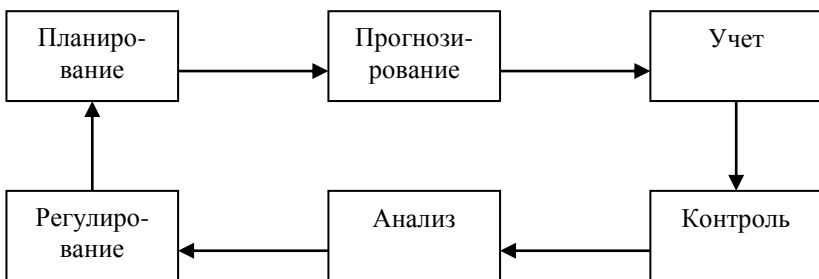 Планиро-
вание
Прогнози-
рование
Учет
Регулиро-
вание
Анализ
Контроль